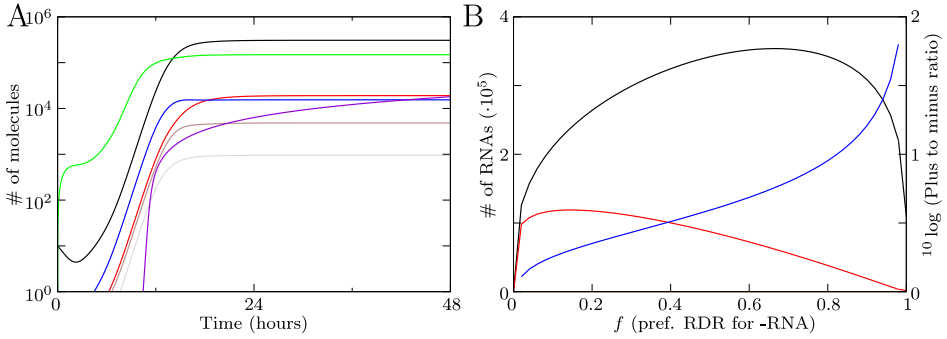 A
# of molecules
10^6
10^4
10^2
10^0
0
12
24
48
Time (hours)
B
# of RNAs (·10^5)
4
2
0
0
0.2
0.4
0.6
0.8
1
f (pref. RDR for -RNA)
2
1
0
^10 log (Plus to minus ratio)